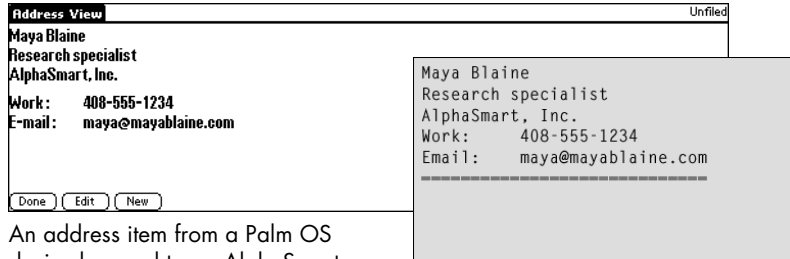 Address View
Unfiled
Maya Blaine
Research specialist
AlphaSmart, Inc.
Work: 408-555-1234
E-mail: maya@mayablaine.com
Done Edit New
Maya Blaine
Research specialist
AlphaSmart, Inc.
Work: 408-555-1234
Email: maya@mayablaine.com
An address item from a Palm OS